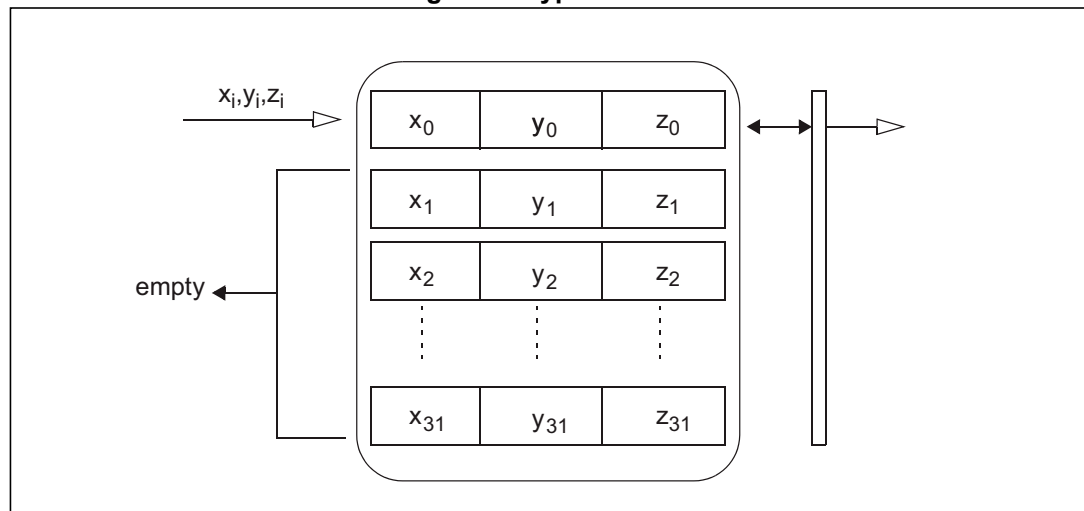 xᵢ,yᵢ,zᵢ
x₀ y₀ z₀
x₁ y₁ z₁
x₂ y₂ z₂
empty
x₃₁ y₃₁ z₃₁